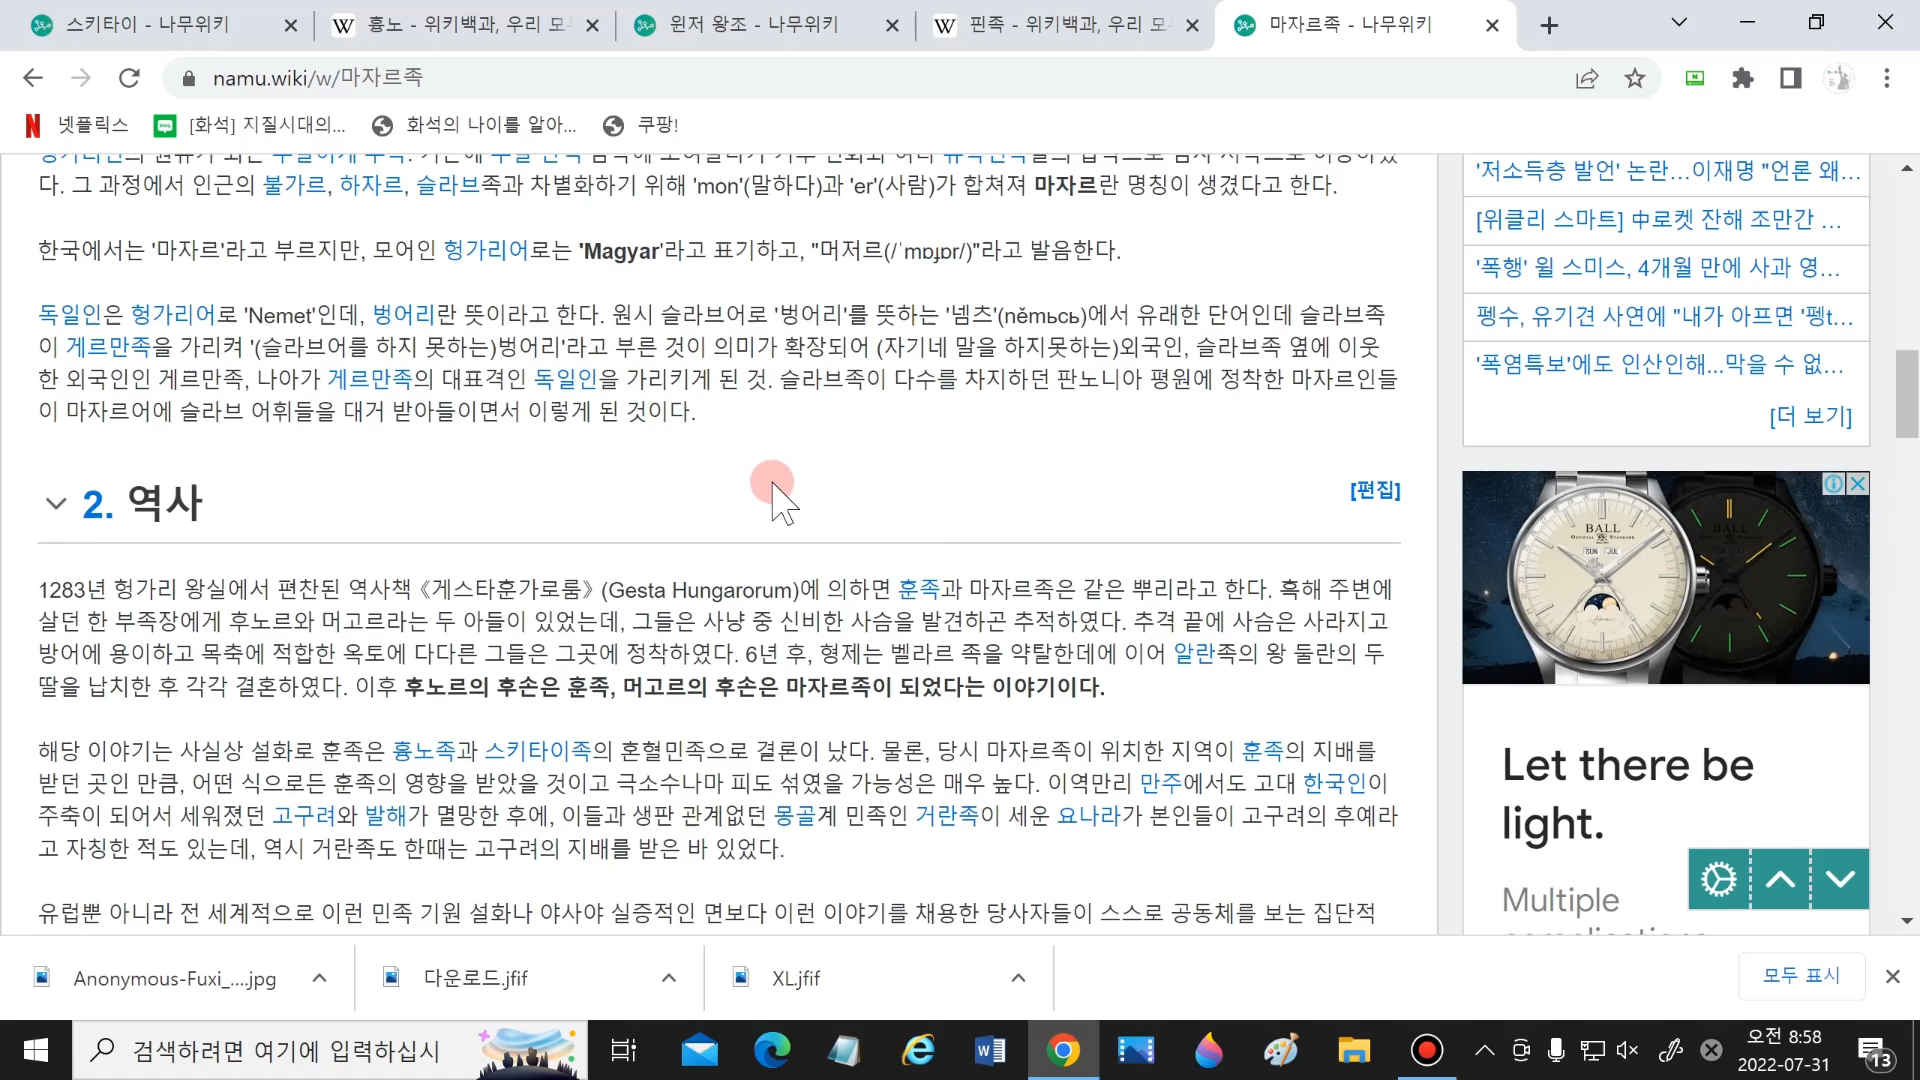 스키타이 - 나무위키
흉노 - 위키백과, 우리 모
윈저 왕조 - 나무위키
핀족 - 위키백과, 우리 모
마자르족 - 나무위키
namu.wiki/w/마자르족
넷플릭스
[화석] 지질시대의...
화석의 나이를 알아...
쿠팡!
다. 그 과정에서 인근의 불가르, 하자르, 슬라브족과 차별화하기 위해 'mon'(말하다)과 'er'(사람)가 합쳐져 마자르란 명칭이 생겼다고 한다.
한국에서는 '마자르'라고 부르지만, 모어인 헝가리어로는 'Magyar'라고 표기하고, "머저르(/ˈmɒɟɒr/)"라고 발음한다.
독일인은 헝가리어로 'Nemet'인데, 벙어리란 뜻이라고 한다. 원시 슬라브어로 '벙어리'를 뜻하는 '넴츠'(němьcь)에서 유래한 단어인데 슬라브족
이 게르만족을 가리켜 '(슬라브어를 하지 못하는)벙어리'라고 부른 것이 의미가 확장되어 (자기네 말을 하지못하는)외국인, 슬라브족 옆에 이웃
한 외국인인 게르만족, 나아가 게르만족의 대표격인 독일인을 가리키게 된 것. 슬라브족이 다수를 차지하던 판노니아 평원에 정착한 마자르인들
이 마자르어에 슬라브 어휘들을 대거 받아들이면서 이렇게 된 것이다.
2. 역사
[편집]
1283년 헝가리 왕실에서 편찬된 역사책《게스타훈가로룸》(Gesta Hungarorum)에 의하면 훈족과 마자르족은 같은 뿌리라고 한다. 흑해 주변에
살던 한 부족장에게 후노르와 머고르라는 두 아들이 있었는데, 그들은 사냥 중 신비한 사슴을 발견하곤 추적하였다. 추격 끝에 사슴은 사라지고
방어에 용이하고 목축에 적합한 옥토에 다다른 그들은 그곳에 정착하였다. 6년 후, 형제는 벨라르 족을 약탈한데에 이어 알란족의 왕 둘란의 두
딸을 납치한 후 각각 결혼하였다. 이후 후노르의 후손은 훈족, 머고르의 후손은 마자르족이 되었다는 이야기이다.
해당 이야기는 사실상 설화로 훈족은 흉노족과 스키타이족의 혼혈민족으로 결론이 났다. 물론, 당시 마자르족이 위치한 지역이 훈족의 지배를
받던 곳인 만큼, 어떤 식으로든 훈족의 영향을 받았을 것이고 극소수나마 피도 섞였을 가능성은 매우 높다. 이역만리 만주에서도 고대 한국인이
주축이 되어서 세워졌던 고구려와 발해가 멸망한 후에, 이들과 생판 관계없던 몽골계 민족인 거란족이 세운 요나라가 본인들이 고구려의 후예라
고 자칭한 적도 있는데, 역시 거란족도 한때는 고구려의 지배를 받은 바 있었다.
유럽뿐 아니라 전 세계적으로 이런 민족 기원 설화나 야사야 실증적인 면보다 이런 이야기를 채용한 당사자들이 스스로 공동체를 보는 집단적
'저소득층 발언' 논란...이재명 "언론 왜...
[위클리 스마트] 中로켓 잔해 조만간 ...
'폭행' 윌 스미스, 4개월 만에 사과 영...
펭수, 유기견 사연에 "내가 아프면 '펭t...
'폭염특보'에도 인산인해...막을 수 없...
[더 보기]
BALL
OFFICIAL STANDARD
SUN JUL
Let there be
light.
Multiple
Anonymous-Fuxi_....jpg
다운로드.jfif
XL.jfif
모두 표시
검색하려면 여기에 입력하십시
오전 8:58
2022-07-31
13